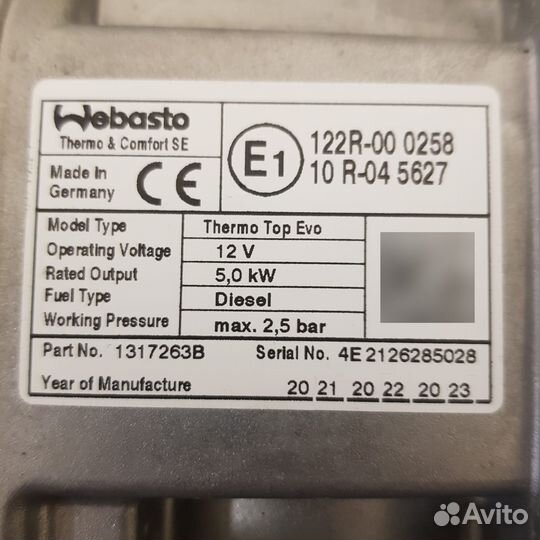 Webasto
Thermo & Comfort SE
Made In
Germany
CE
E1
122R-00 0258
10 R-04 5627
Model Type Thermo Top Evo
Operating Voltage 12 V
Rated Output 5,0 kW
Fuel Type Diesel
Working Pressure max. 2,5 bar
Part No. 1317263B Serial No. 4E2126285028
Year of Manufacture 20 21 20 22 20 23
Avito